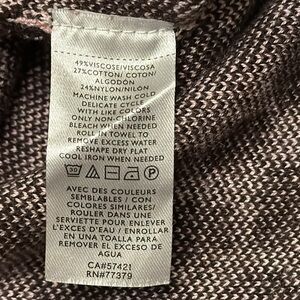 49%VISCOSE/VISCOSA
27%COTTON/ COTON/
ALGODÓN
24%NYLON/NILÓN
MACHINE WASH COLD
DELICATE CYCLE
WITH LIKE COLORS
ONLY NON-CHLORINE
BLEACH WHEN NEEDED
ROLL IN TOWEL TO
REMOVE EXCESS WATER
RESHAPE DRY FLAT
COOL IRON WHEN NEEDED
30
AVEC DES COULEURS
SEMBLABLES / CON
COLORES SIMILARES/
ROULER DANS UNE
SERVIETTE POUR ENLEVER
L'EXCES D'EAU / ENROLLAR
EN UNA TOALLA PARA
REMOVER EL EXCESO DE
AGUA
CA#57421
RN#77379